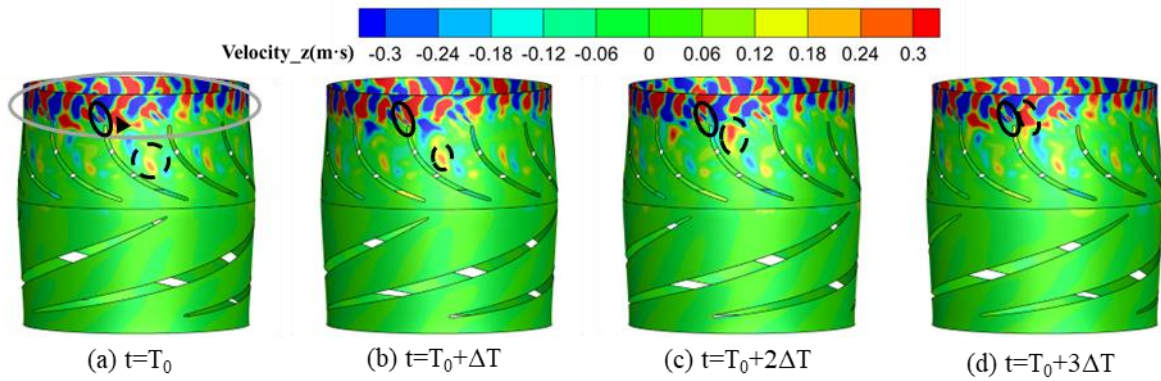 Velocity_z(m·s) -0.3 -0.24 -0.18 -0.12 -0.06 0 0.06 0.12 0.18 0.24 0.3
(a) t=T₀ (b) t=T₀+ΔT (c) t=T₀+2ΔT (d) t=T₀+3ΔT